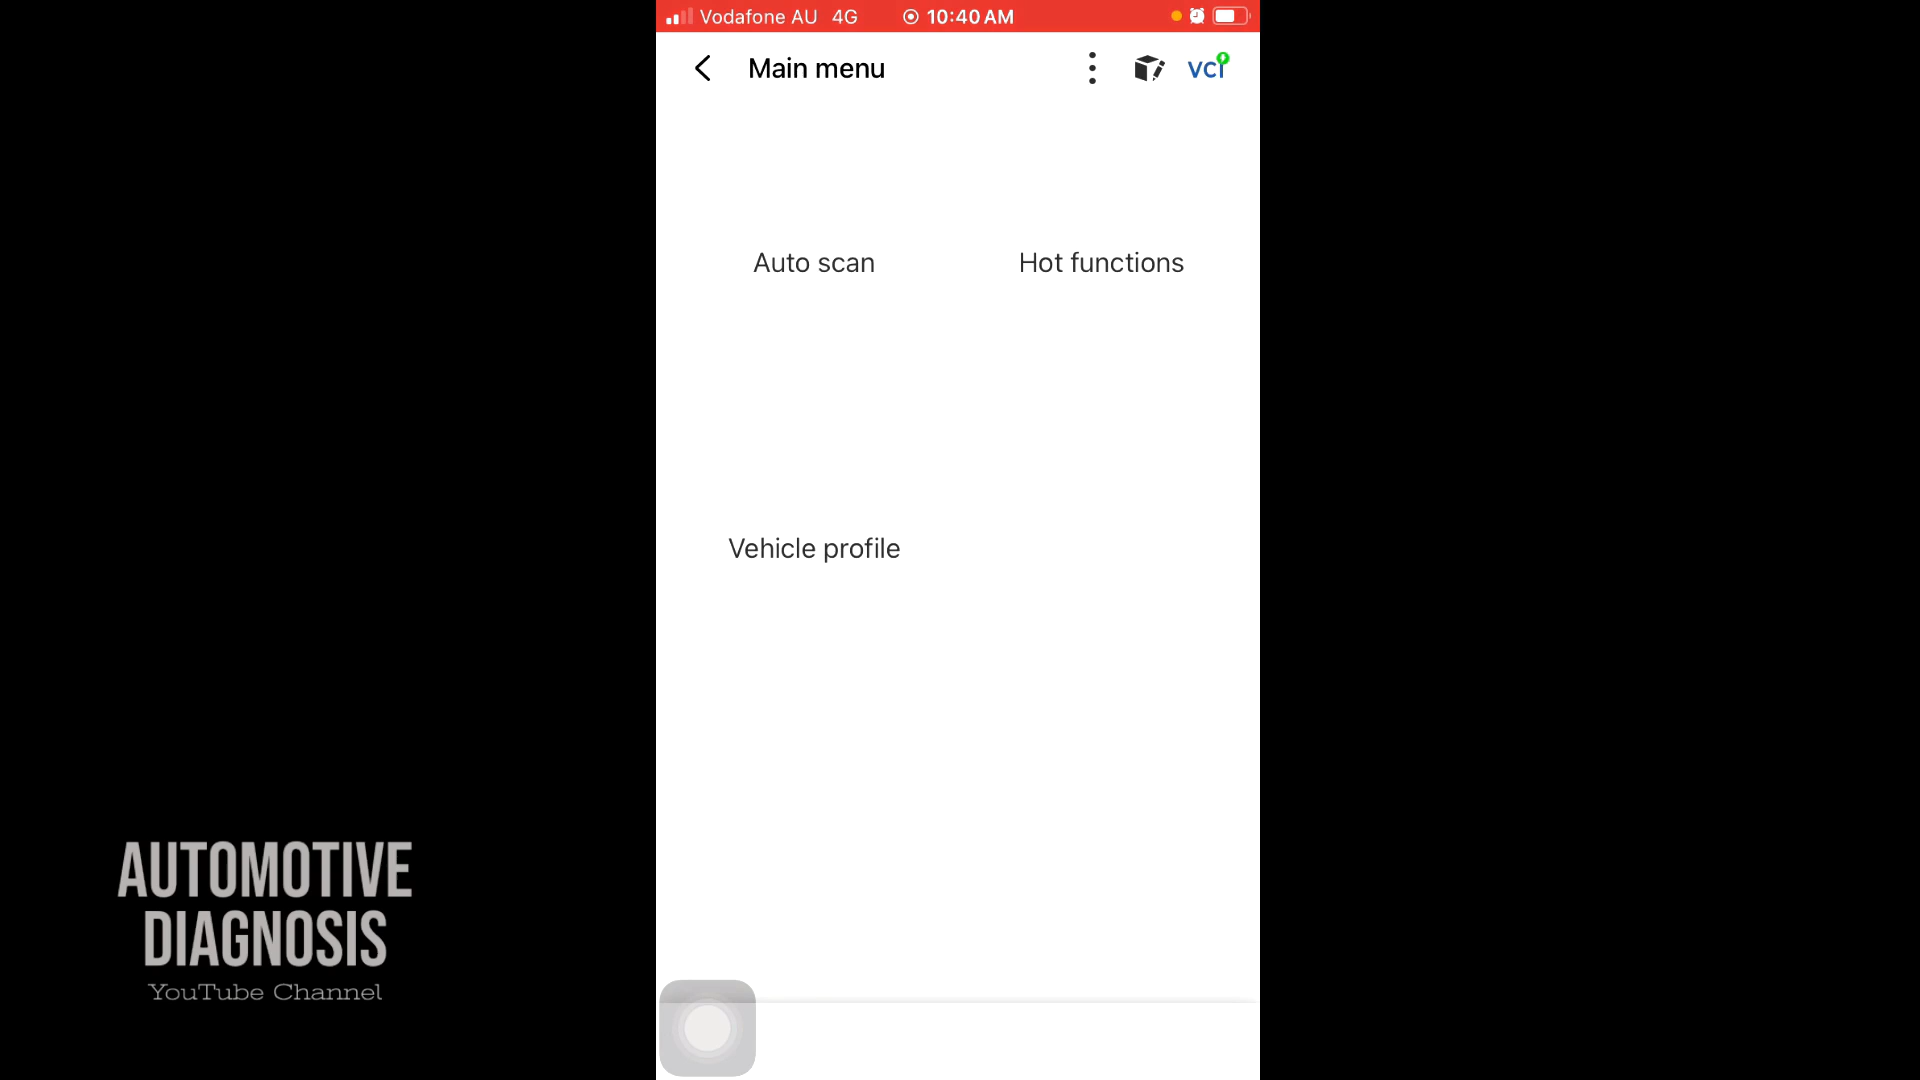 Vodafone AU 4G 10:40 AM
Main menu
VCI
Auto scan
Hot functions
Vehicle profile
AUTOMOTIVE
DIAGNOSIS
YouTube Channel